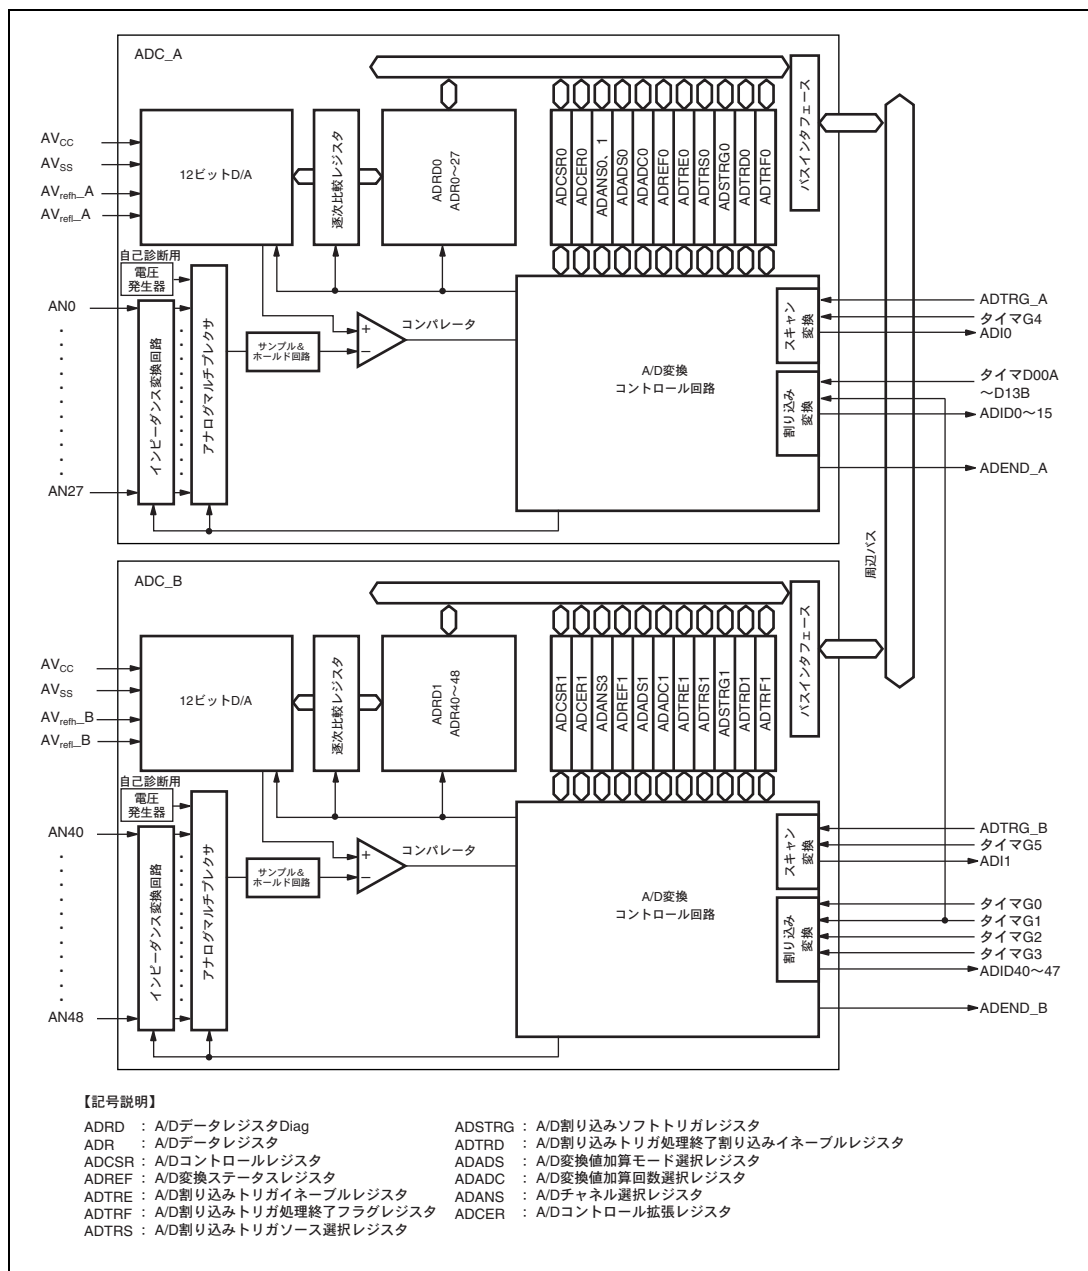 ADC_A
AVCC
AVSS
AVrefh_A
AVrefl_A
12ビットD/A
逐次比較レジスタ
ADRD0
ADR0～27
ADCSR0
ADCER0
ADANS0、1
ADADS0
ADADC0
ADREF0
ADTRE0
ADTRS0
ADSTRG0
ADTRD0
ADTRF0
バスインタフェース
自己診断用
電圧
発生器
AN0
AN27
インピーダンス変換回路
アナログマルチプレクサ
サンプル&
ホールド回路
+
−
コンパレータ
A/D変換
コントロール回路
スキャン
変換
割り込み
変換
ADTRG_A
タイマG4
ADI0
タイマD00A
～D13B
ADID0～15
ADEND_A
周辺バス
ADC_B
AVCC
AVSS
AVrefh_B
AVrefl_B
12ビットD/A
逐次比較レジスタ
ADRD1
ADR40～48
ADCSR1
ADCER1
ADANS3
ADREF1
ADADS1
ADADC1
ADTRE1
ADTRS1
ADSTRG1
ADTRD1
ADTRF1
バスインタフェース
自己診断用
電圧
発生器
AN40
AN48
インピーダンス変換回路
アナログマルチプレクサ
サンプル&
ホールド回路
+
−
コンパレータ
A/D変換
コントロール回路
スキャン
変換
割り込み
変換
ADTRG_B
タイマG5
ADI1
タイマG0
タイマG1
タイマG2
タイマG3
ADID40～47
ADEND_B
【記号説明】
ADRD : A/DデータレジスタDiag
ADR : A/Dデータレジスタ
ADCSR : A/Dコントロールレジスタ
ADREF : A/D変換ステータスレジスタ
ADTRE : A/D割り込みトリガイネーブルレジスタ
ADTRF : A/D割り込みトリガ処理終了フラグレジスタ
ADTRS : A/D割り込みトリガソース選択レジスタ
ADSTRG : A/D割り込みソフトトリガレジスタ
ADTRD : A/D割り込みトリガ処理終了割り込みイネーブルレジスタ
ADADS : A/D変換値加算モード選択レジスタ
ADADC : A/D変換値加算回数選択レジスタ
ADANS : A/Dチャネル選択レジスタ
ADCER : A/Dコントロール拡張レジスタ